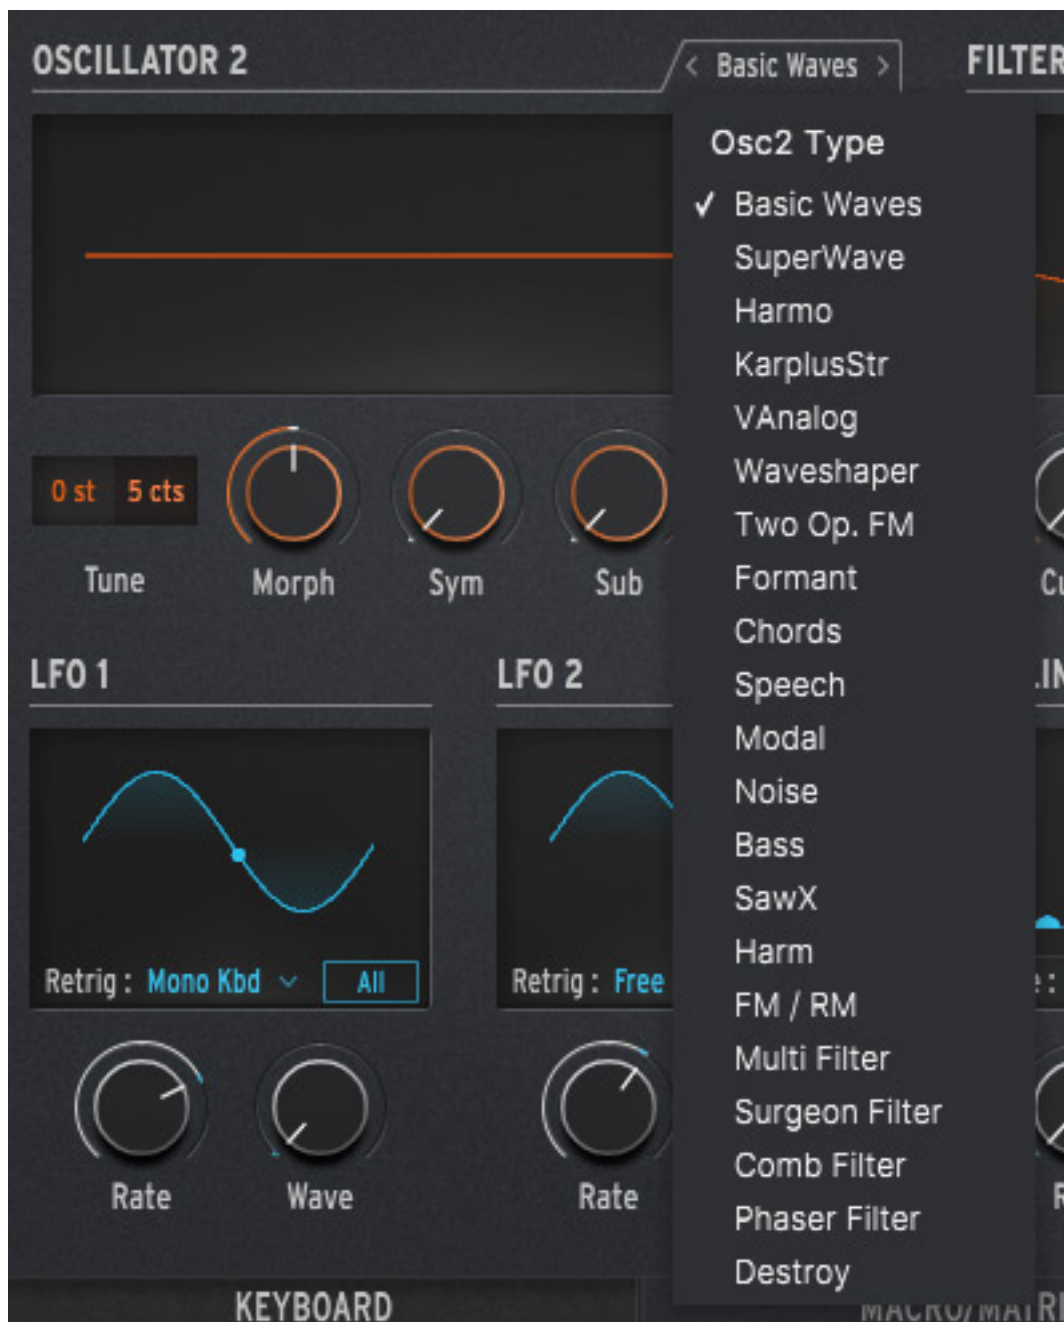 OSCILLATOR 2
< Basic Waves >
FILTER
Osc2 Type
✓ Basic Waves
SuperWave
Harmo
KarplusStr
VAnalog
Waveshaper
Two Op. FM
Formant
Chords
Speech
Modal
Noise
Bass
SawX
Harm
FM / RM
Multi Filter
Surgeon Filter
Comb Filter
Phaser Filter
Destroy
0 st 5 cts
Tune Morph Sym Sub
LFO 1
Retrig : Mono Kbd All
Rate Wave
LFO 2
Retrig : Free
Rate
KEYBOARD